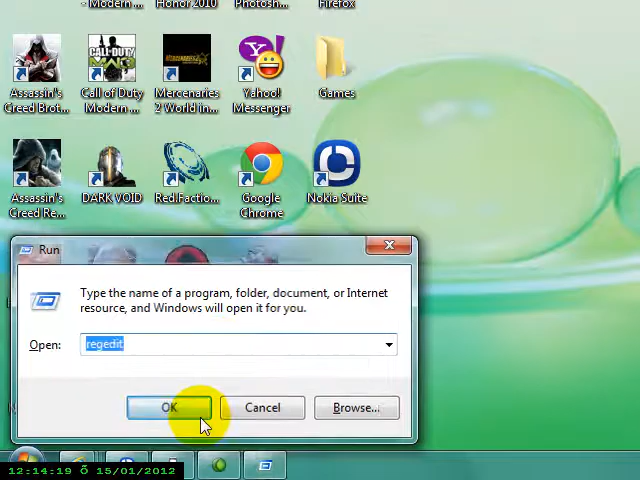 - Modern ...
Honor 2010
Photosh...
Firefox
Assassin's
Creed Brot...
Call of Duty
Modern ...
Mercenaries
2 World in...
Yahoo!
Messenger
Games
Assassin's
Creed Re...
DARK VOID
Red.Faction...
Google
Chrome
Nokia Suite
Run
Type the name of a program, folder, document, or Internet
resource, and Windows will open it for you.
Open: regedit
OK Cancel Browse...
12:14:19 Õ 15/01/2012